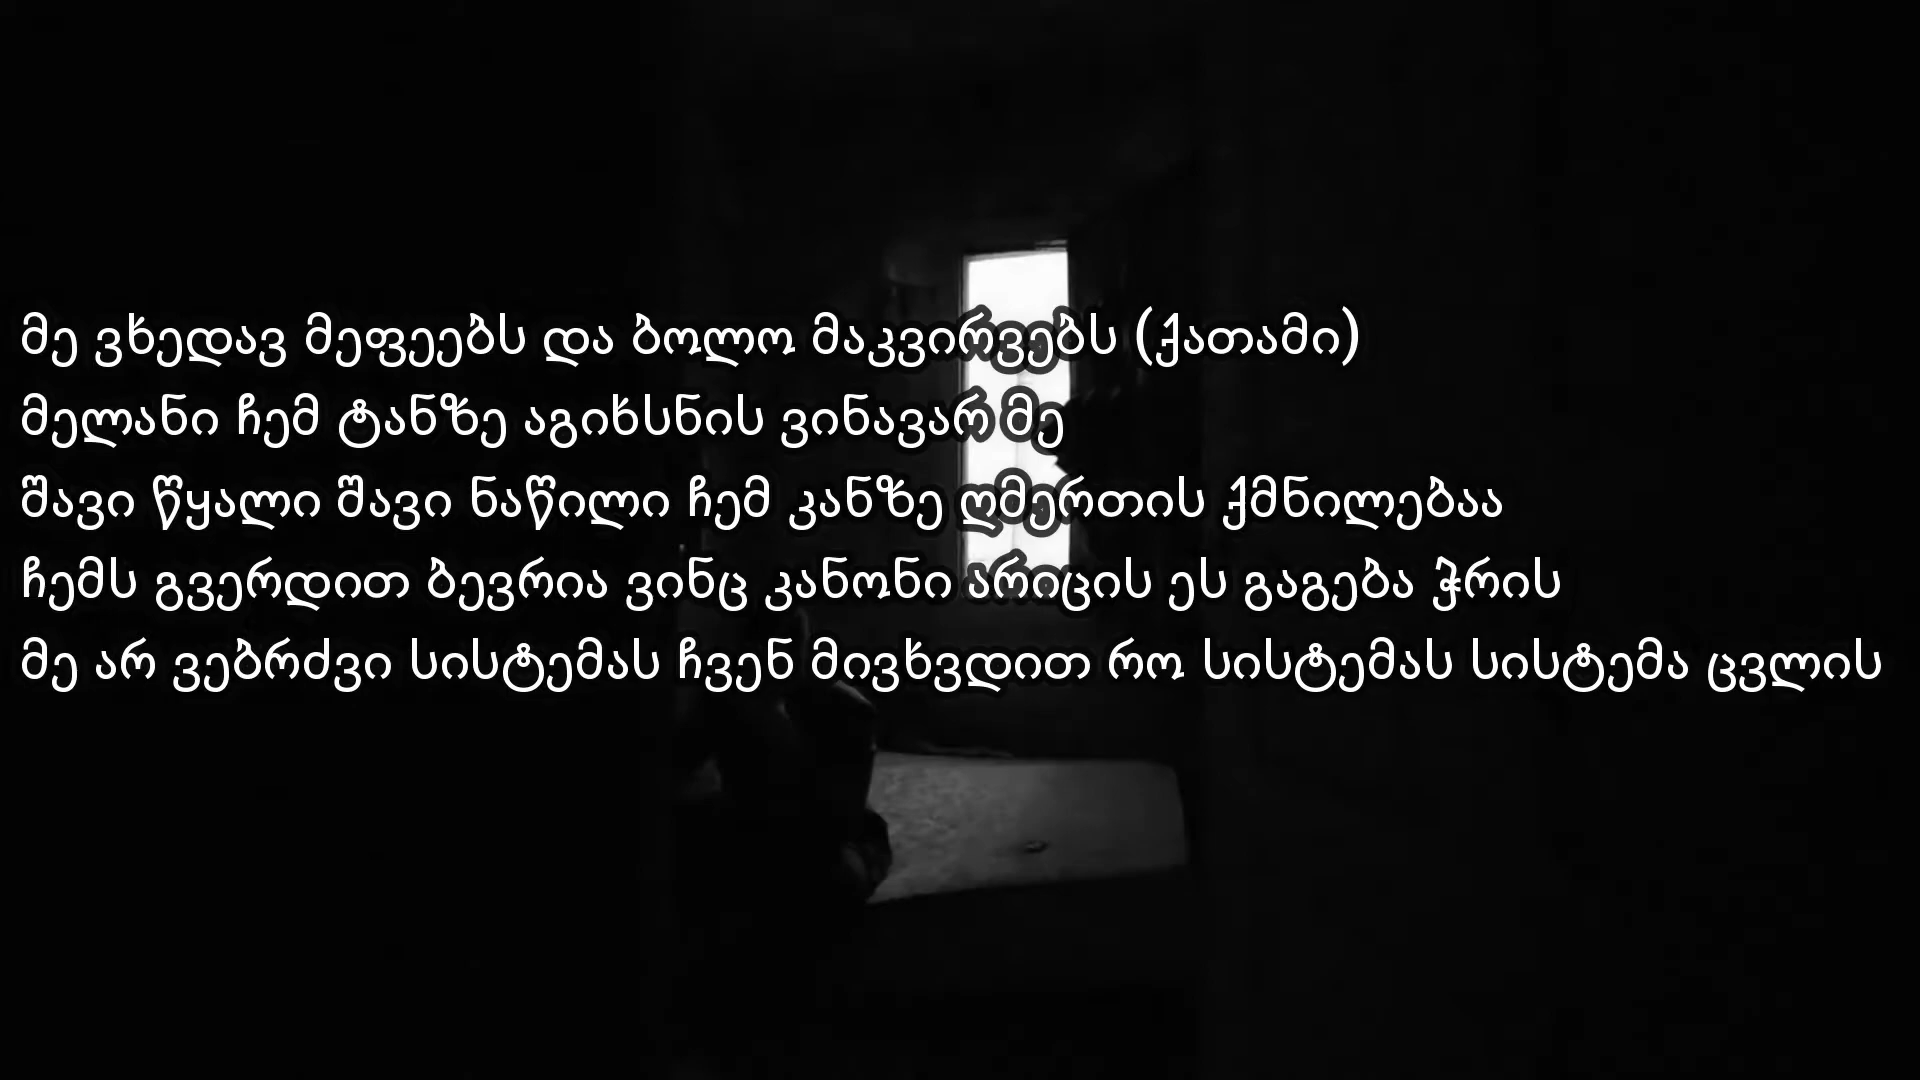 მე ვხედავ მეფეებს და ბოლო მაკვირვებს (ქათამი)
მელანი ჩემ ტანზე აგიხსნის ვინავარ მე
შავი წყალი შავი ნაწილი ჩემ კანზე ღმერთის ქმნილებაა
ჩემს გვერდით ბევრია ვინც კანონი არიცის ეს გაგება ჭრის
მე არ ვებრძვი სისტემას ჩვენ მივხვდით რო სისტემას სისტემა ცვლის